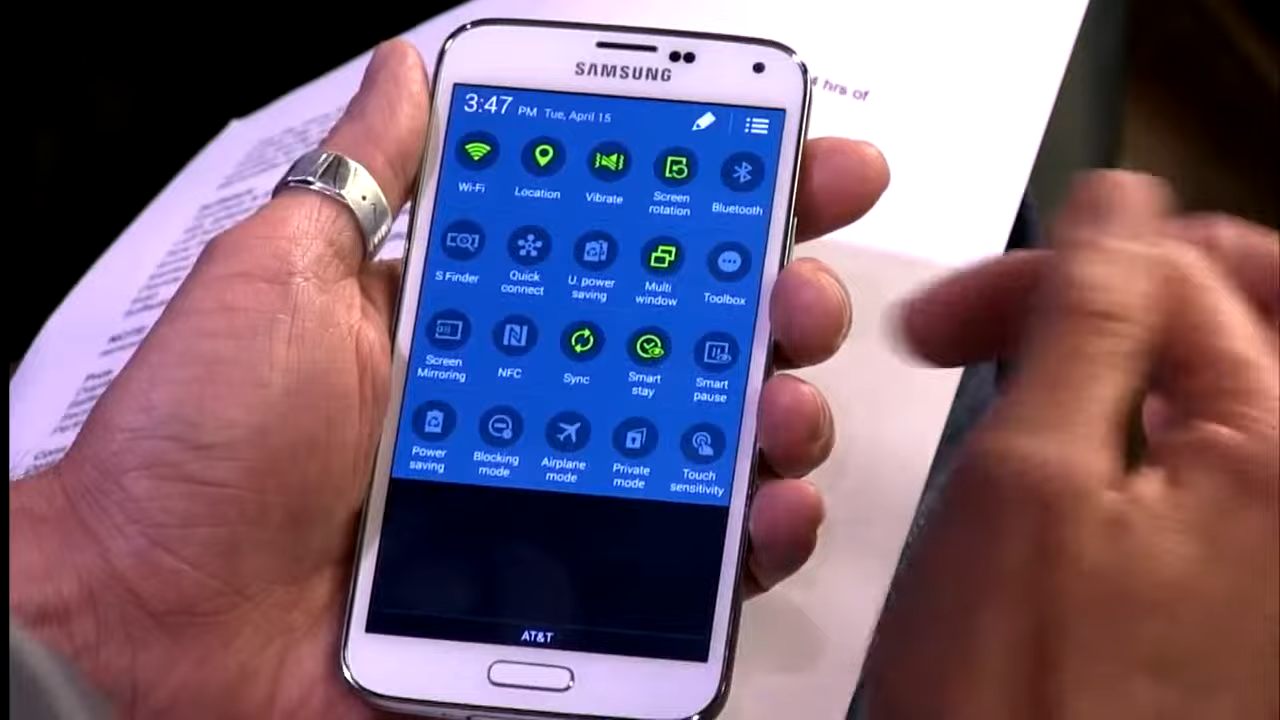 SAMSUNG
4 hrs of
3:47 PM Tue, April 15
Wi-Fi
Location
Vibrate
Screen
rotation
Bluetooth
S Finder
Quick
connect
U. power
saving
Multi
window
Toolbox
Screen
Mirroring
NFC
Sync
Smart
stay
Smart
pause
Power
saving
Blocking
mode
Airplane
mode
Private
mode
Touch
sensitivity
AT&T